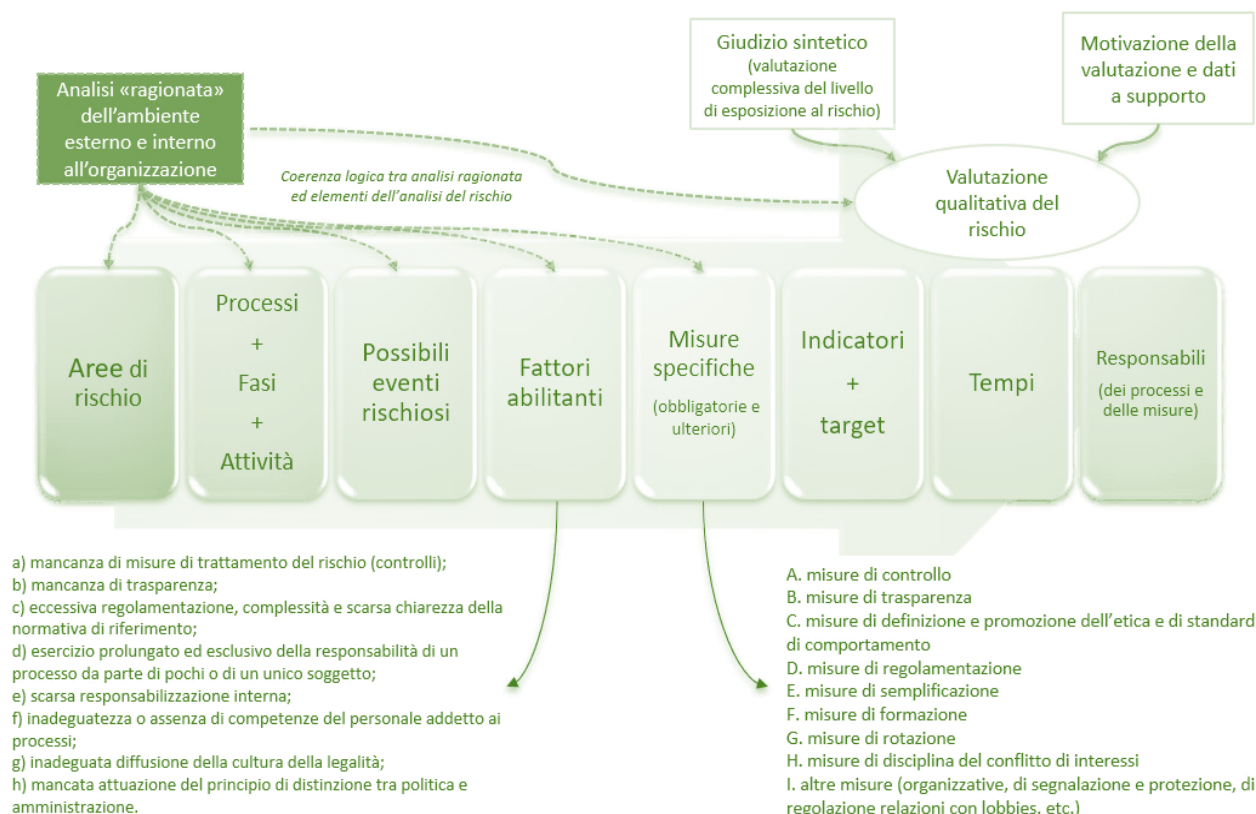 Analisi «ragionata»
dell'ambiente
esterno e interno
all'organizzazione
Giudizio sintetico
(valutazione
complessiva del livello
di esposizione al rischio)
Motivazione della
valutazione e dati
a supporto
Coerenza logica tra analisi ragionata
ed elementi dell'analisi del rischio
Valutazione
qualitativa del
rischio
Aree di
rischio
Processi
+
Fasi
+
Attività
Possibili
eventi
rischiosi
Fattori
abilitanti
Misure
specifiche
(obbligatorie e
ulteriori)
Indicatori
+
target
Tempi
Responsabili
(dei processi e
delle misure)
a) mancanza di misure di trattamento del rischio (controlli);
b) mancanza di trasparenza;
c) eccessiva regolamentazione, complessità e scarsa chiarezza della
normativa di riferimento;
d) esercizio prolungato ed esclusivo della responsabilità di un
processo da parte di pochi o di un unico soggetto;
e) scarsa responsabilizzazione interna;
f) inadeguatezza o assenza di competenze del personale addetto ai
processi;
g) inadeguata diffusione della cultura della legalità;
h) mancata attuazione del principio di distinzione tra politica e
amministrazione.
A. misure di controllo
B. misure di trasparenza
C. misure di definizione e promozione dell'etica e di standard
di comportamento
D. misure di regolamentazione
E. misure di semplificazione
F. misure di formazione
G. misure di rotazione
H. misure di disciplina del conflitto di interessi
I. altre misure (organizzative, di segnalazione e protezione, di
regolazione relazioni con lobbies, etc.)